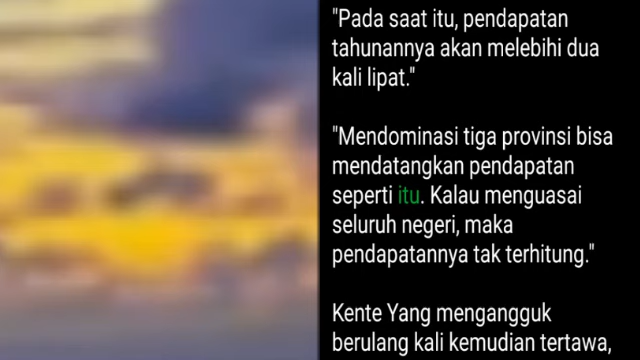 "Pada saat itu, pendapatan
tahunannya akan melebihi dua
kali lipat."
"Mendominasi tiga provinsi bisa
mendatangkan pendapatan
seperti itu. Kalau menguasai
seluruh negeri, maka
pendapatannya tak terhitung."
Kente Yang mengangguk
berulang kali kemudian tertawa,